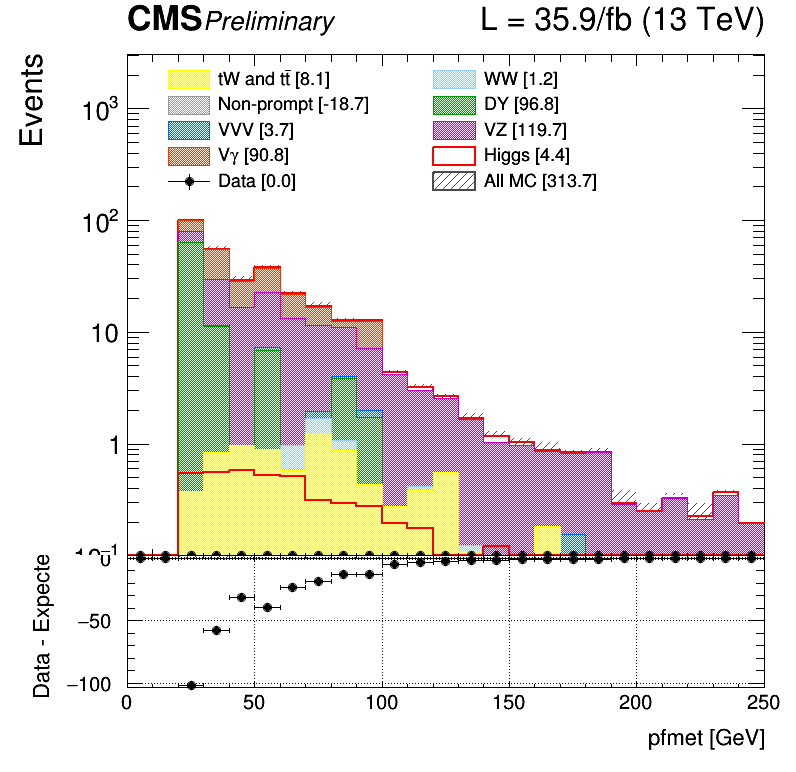 CMS Preliminary L = 35.9/fb (13 TeV)
Events
tW and tt̄ [8.1] WW [1.2]
Non-prompt [-18.7] DY [96.8]
VVV [3.7] VZ [119.7]
Vγ [90.8] Higgs [4.4]
Data [0.0] All MC [313.7]
10³
10²
10
1
0
−50
−100
Data - Expecte
0 50 100 150 200 250
pfmet [GeV]